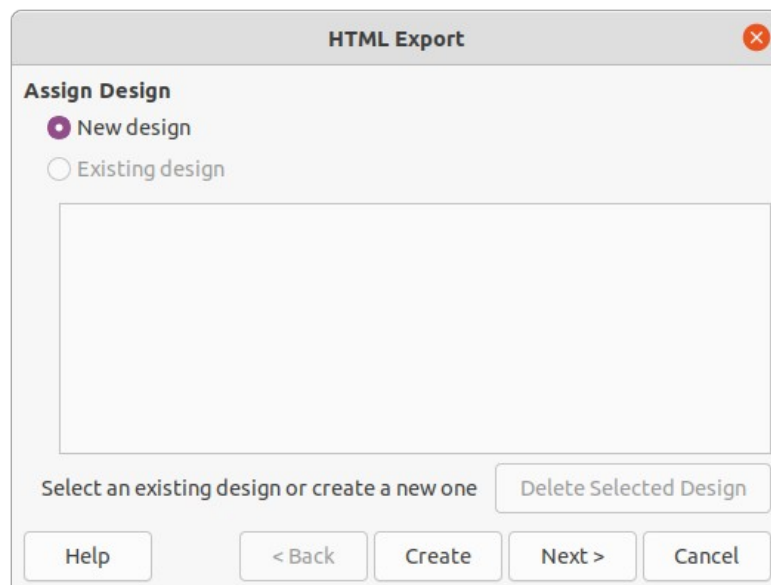 HTML Export
Assign Design
New design
Existing design
Select an existing design or create a new one
Delete Selected Design
Help
< Back
Create
Next >
Cancel